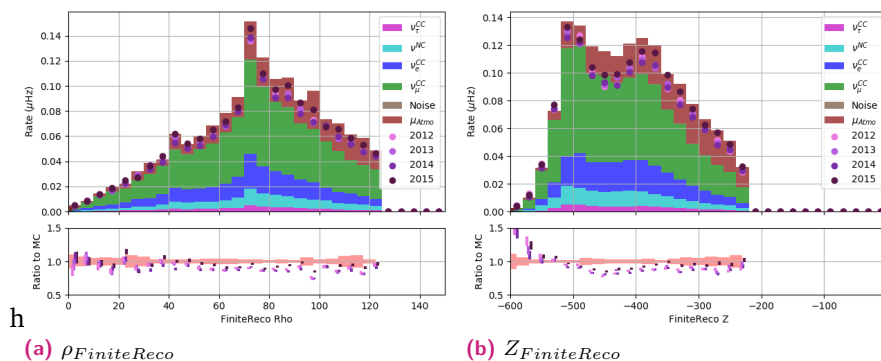 0.14
0.12
0.10
0.08
0.06
0.04
0.02
0.00
Rate (μHz)
ν_τ^CC
ν^NC
ν_e^CC
ν_μ^CC
Noise
μ_Atmo
2012
2013
2014
2015
1.5
1.0
0.5
Ratio to MC
0 20 40 60 80 100 120
FiniteReco Rho
0.14
0.12
0.10
0.08
0.06
0.04
0.02
0.00
Rate (μHz)
ν_τ^CC
ν^NC
ν_e^CC
ν_μ^CC
Noise
μ_Atmo
2012
2013
2014
2015
1.5
1.0
0.5
Ratio to MC
−600 −500 −400 −300 −200 −100 0
FiniteReco Z
h
(a) ρ_FiniteReco
(b) Z_FiniteReco